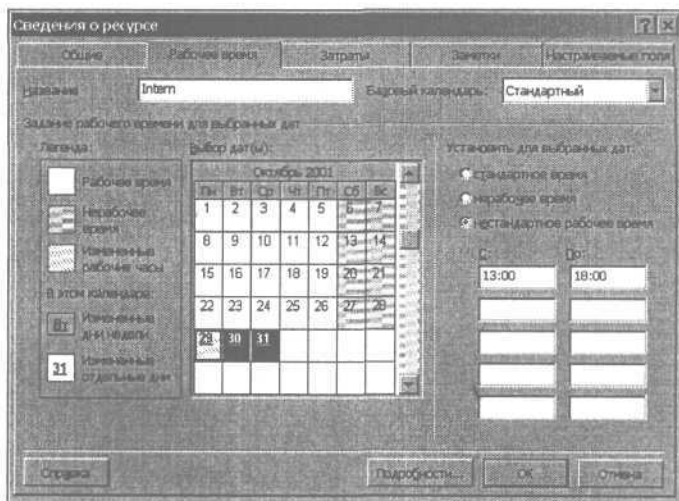 Сведения о ресурсе
Общие Рабочее время Затраты Заметки Настраиваемые поля
Название Intern Базовый календарь: Стандартный
Задание рабочего времени для выбранных дат
Легенда: Выбор дат(ы): Установить для выбранных дат:
Рабочее время
Нерабочее время
Измененные рабочие часы
В этом календаре:
Вт Измененные дни недели
31 Измененные отдельные дни
Октябрь 2001
Пн Вт Ср Чт Пт Сб Вс
1 2 3 4 5 6 7
8 9 10 11 12 13 14
15 16 17 18 19 20 21
22 23 24 25 26 27 28
29 30 31
стандартное время
нерабочее время
нестандартное рабочее время
С: По:
13:00 18:00
Справка Подробности... ОК Отмена